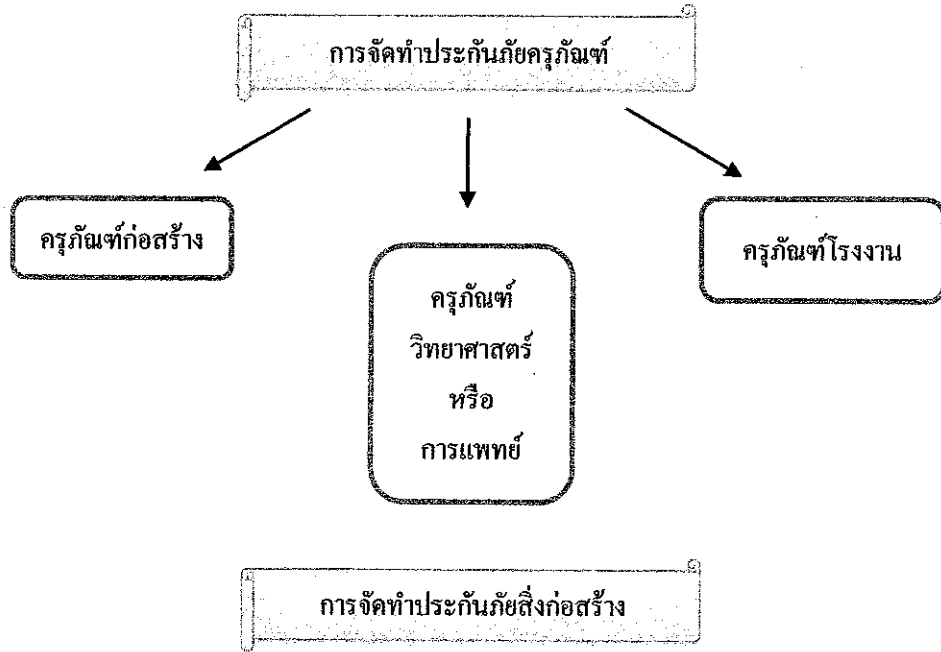 การจัดทำประกันภัยครุภัณฑ์
ครุภัณฑ์ก่อสร้าง
ครุภัณฑ์
วิทยาศาสตร์
หรือ
การแพทย์
ครุภัณฑ์โรงงาน
การจัดทำประกันภัยสิ่งก่อสร้าง